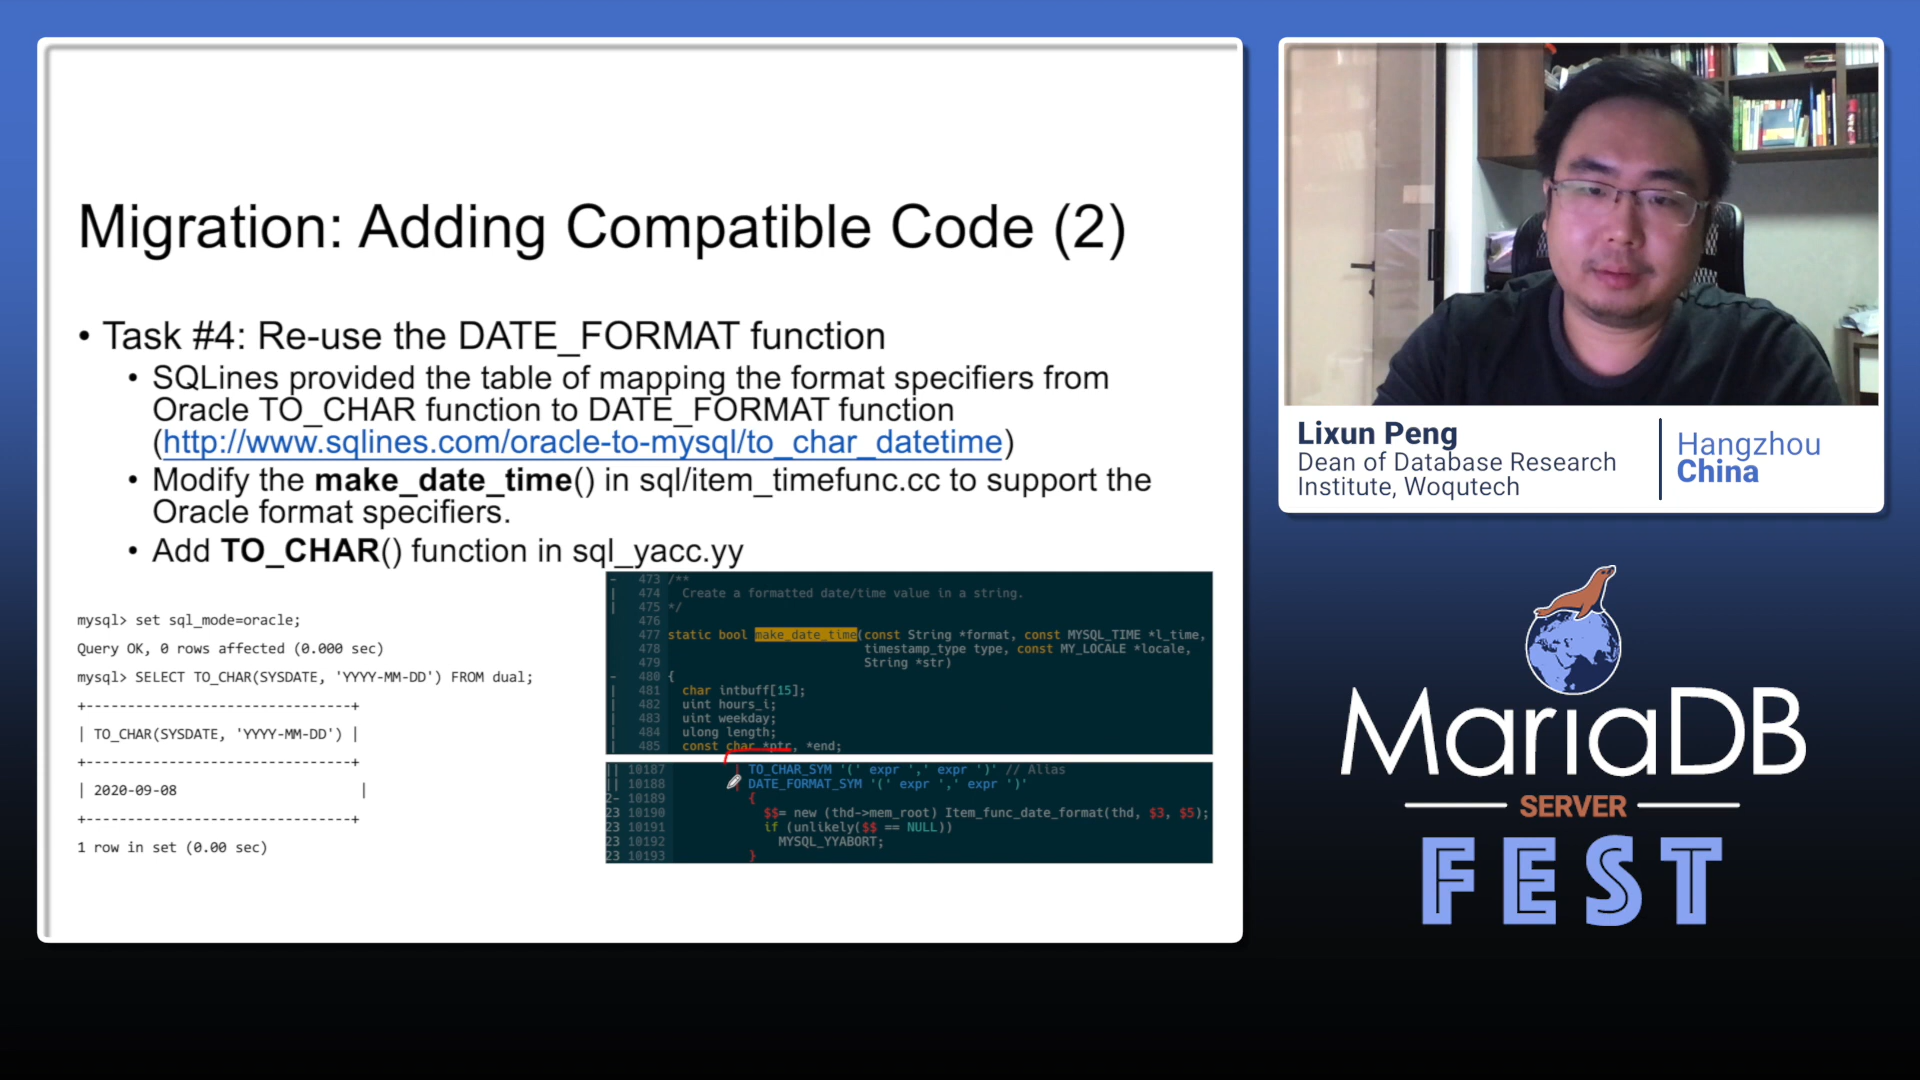 Migration: Adding Compatible Code (2)
• Task #4: Re-use the DATE_FORMAT function
• SQLines provided the table of mapping the format specifiers from
Oracle TO_CHAR function to DATE_FORMAT function
(http://www.sqlines.com/oracle-to-mysql/to_char_datetime)
• Modify the make_date_time() in sql/item_timefunc.cc to support the
Oracle format specifiers.
• Add TO_CHAR() function in sql_yacc.yy
mysql> set sql_mode=oracle;
Query OK, 0 rows affected (0.000 sec)
mysql> SELECT TO_CHAR(SYSDATE, 'YYYY-MM-DD') FROM dual;
+--------------------------------+
| TO_CHAR(SYSDATE, 'YYYY-MM-DD') |
+--------------------------------+
| 2020-09-08 |
+--------------------------------+
1 row in set (0.00 sec)
473 /**
474 Create a formatted date/time value in a string.
475 */
476
477 static bool make_date_time(const String *format, const MYSQL_TIME *l_time,
478 timestamp_type type, const MY_LOCALE *locale,
479 String *str)
480 {
481 char intbuff[15];
482 uint hours_i;
483 uint weekday;
484 ulong length;
485 const char *ptr, *end;
10187 | TO_CHAR_SYM '(' expr ',' expr ')' // Alias
10188 DATE_FORMAT_SYM '(' expr ',' expr ')'
2- 10189 {
23 10190 $$= new (thd->mem_root) Item_func_date_format(thd, $3, $5);
23 10191 if (unlikely($$ == NULL))
23 10192 MYSQL_YYABORT;
23 10193 }
Lixun Peng
Dean of Database Research
Institute, Woqutech
Hangzhou
China
MariaDB
SERVER
FEST